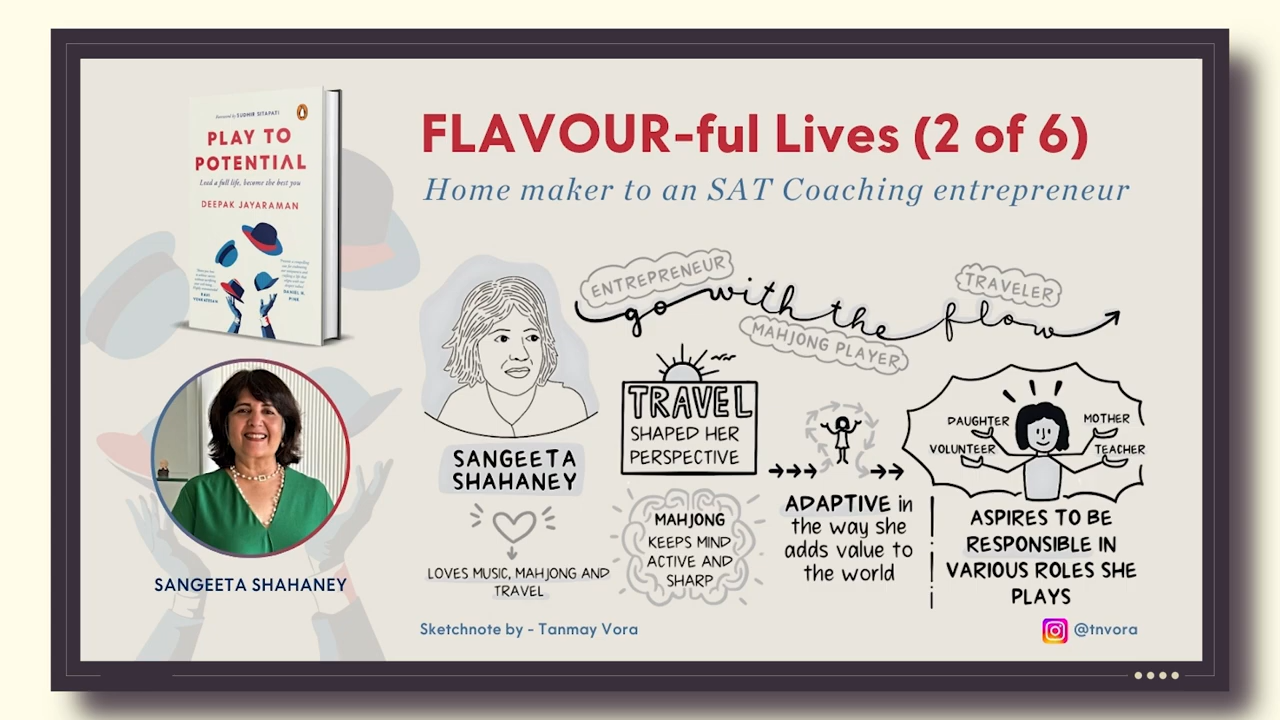 Foreword by SUDHIR SITAPATI
PLAY TO
POTENTIAL
Lead a full life, become the best you
DEEPAK JAYARAMAN
FLAVOUR-ful Lives (2 of 6)
Home maker to an SAT Coaching entrepreneur
ENTREPRENEUR
go with the flow
MAHJONG PLAYER
TRAVELER
SANGEETA
SHAHANEY
LOVES MUSIC, MAHJONG AND
TRAVEL
TRAVEL
SHAPED HER
PERSPECTIVE
MAHJONG
KEEPS MIND
ACTIVE AND
SHARP
ADAPTIVE in
the way she
adds value to
the world
DAUGHTER
MOTHER
VOLUNTEER
TEACHER
ASPIRES TO BE
RESPONSIBLE IN
VARIOUS ROLES SHE
PLAYS
SANGEETA SHAHANEY
Sketchnote by - Tanmay Vora
@tnvora